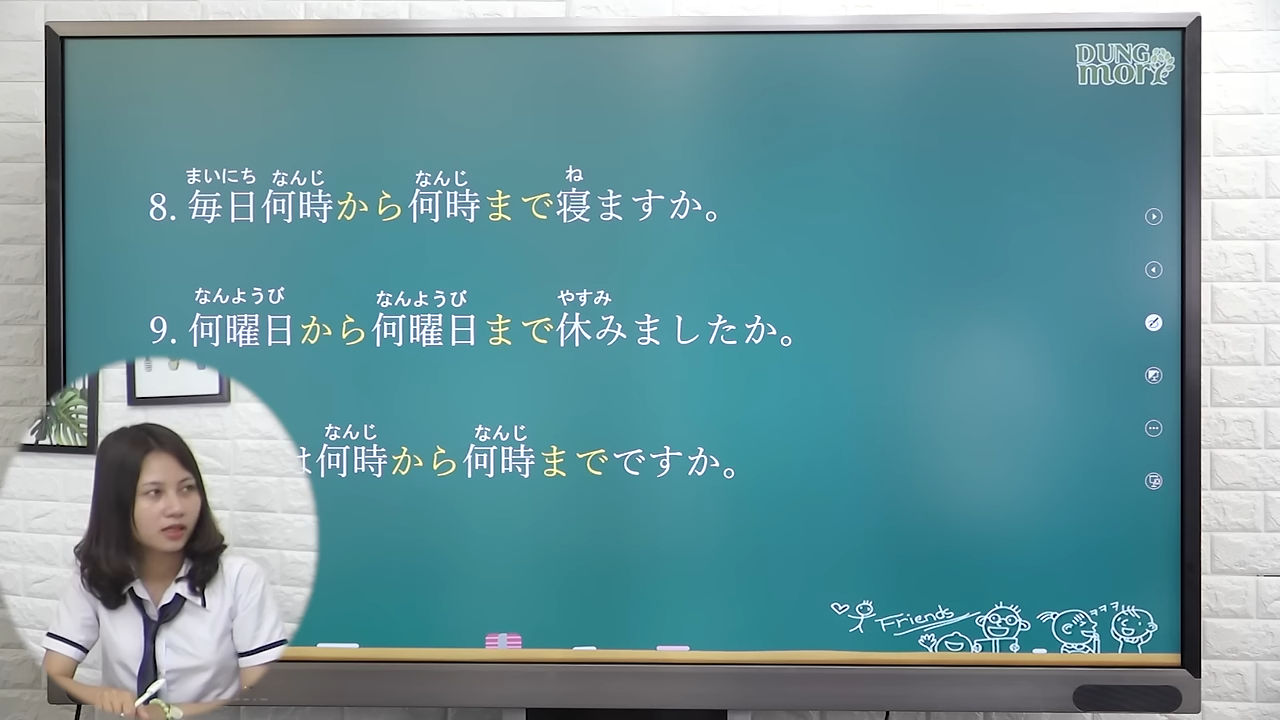 DUNG
mori
まいにち なんじ なんじ ね
8. 毎日何時から何時まで寝ますか。
なんようび なんようび やすみ
9. 何曜日から何曜日まで休みましたか。
なんじ なんじ
は何時から何時までですか。
Friends